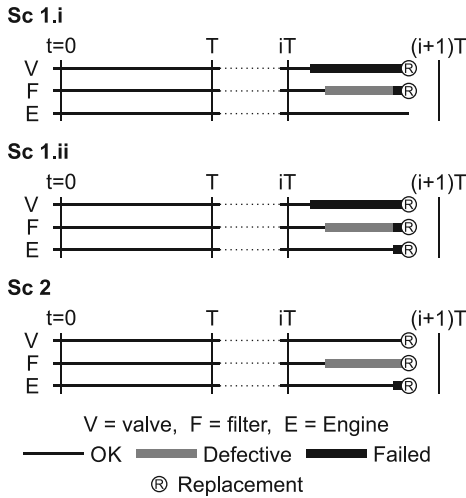 Sc 1.i
t=0 T iT (i+1)T
V Ⓡ
F Ⓡ
E
Sc 1.ii
t=0 T iT (i+1)T
V Ⓡ
F Ⓡ
E Ⓡ
Sc 2
t=0 T iT (i+1)T
V Ⓡ
F Ⓡ
E Ⓡ
V = valve, F = filter, E = Engine
OK Defective Failed
Ⓡ Replacement